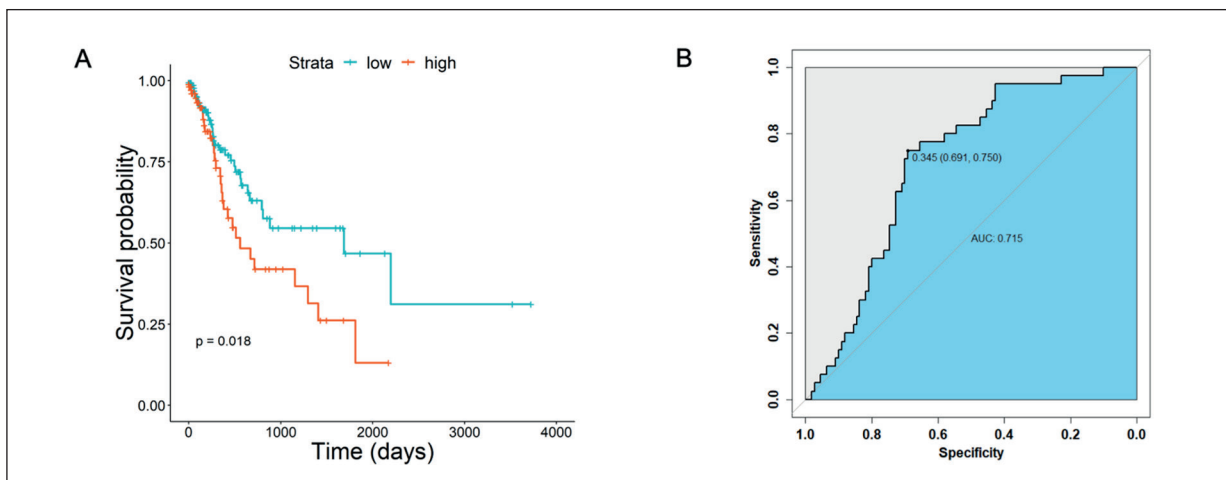 A
Strata low high
Survival probability
1.00
0.75
0.50
0.25
0.00
p = 0.018
0 1000 2000 3000 4000
Time (days)
B
Sensitivity
1.0
0.8
0.6
0.4
0.2
0.0
0.345 (0.691, 0.750)
AUC: 0.715
1.0 0.8 0.6 0.4 0.2 0.0
Specificity